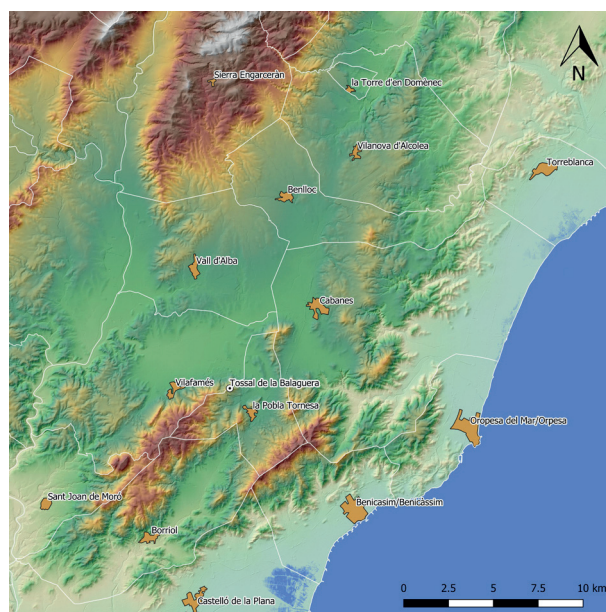 N
Sierra Engarcerán
la Torre d'en Doménec
Vilanova d'Alcolea
Torreblanca
Benlloc
Vall d'Alba
Cabanes
Vilafamés
Tossal de la Balaguera
la Pobla Tornesa
Oropesa del Mar/Orpesa
Sant Joan de Moró
Benicasim/Benicàssim
Borriol
Castelló de la Plana
0 2.5 5 7.5 10 km